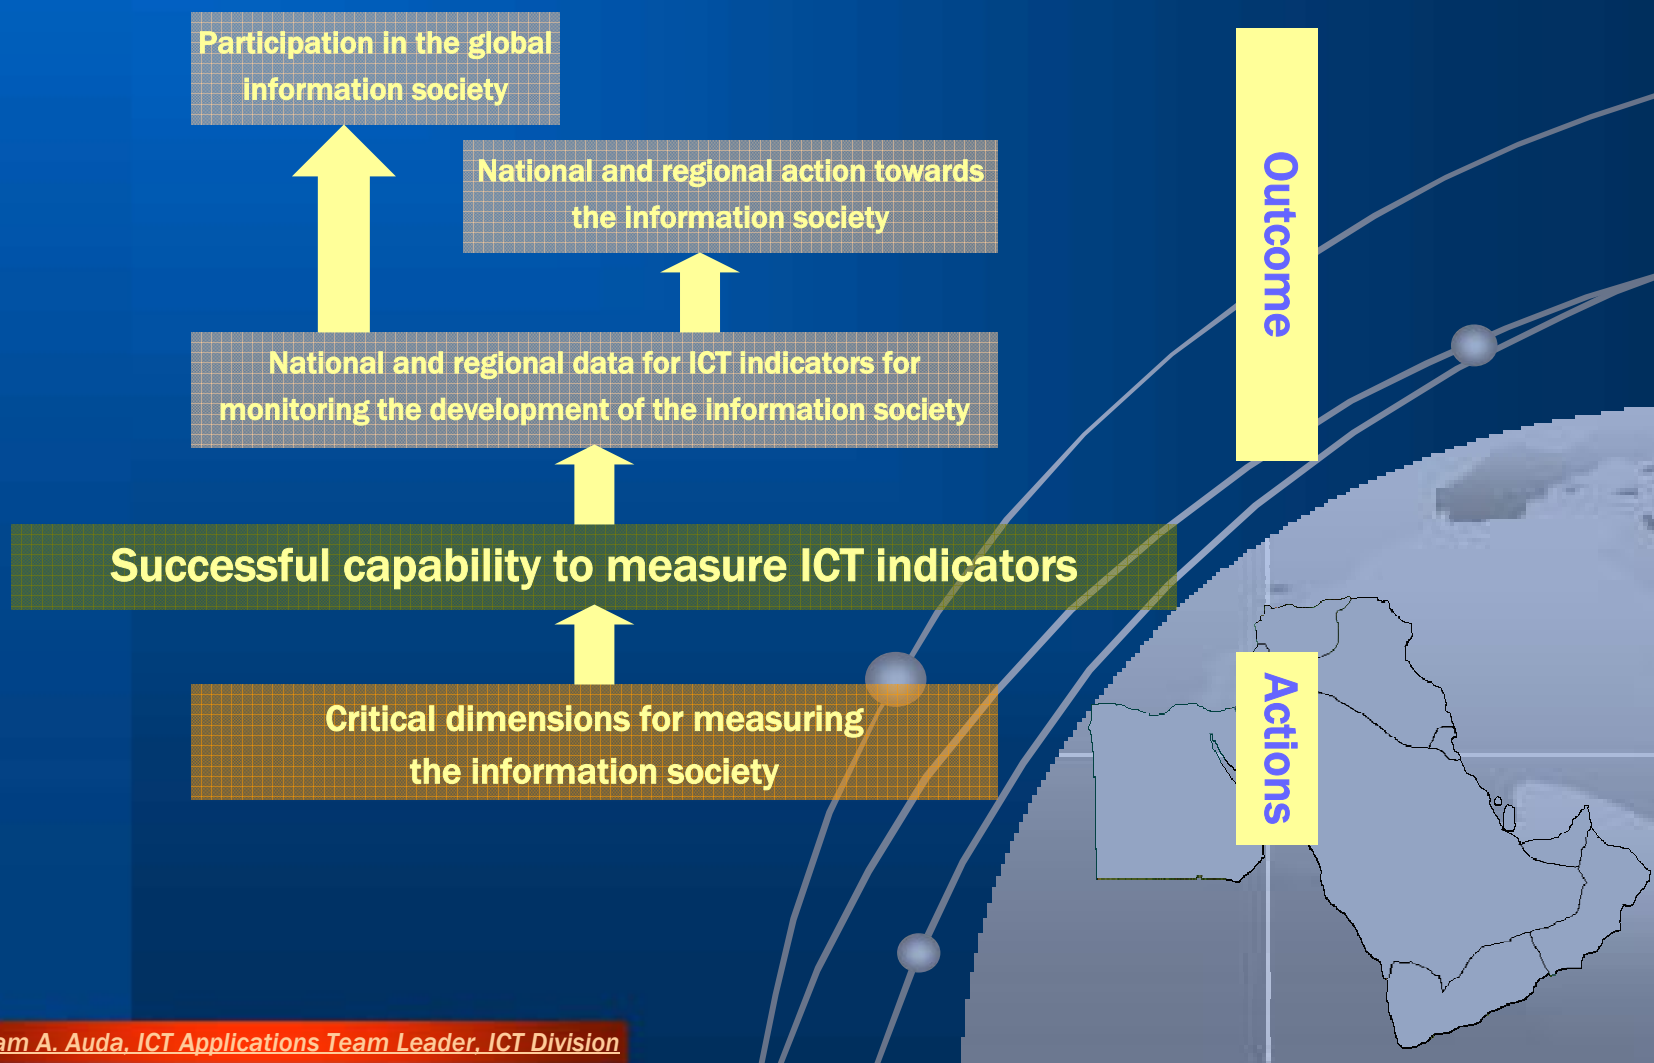 Participation in the global
information society
National and regional action towards
the information society
National and regional data for ICT indicators for
monitoring the development of the information society
Successful capability to measure ICT indicators
Critical dimensions for measuring
the information society
Outcome
Actions
A. Auda, ICT Applications Team Leader, ICT Division